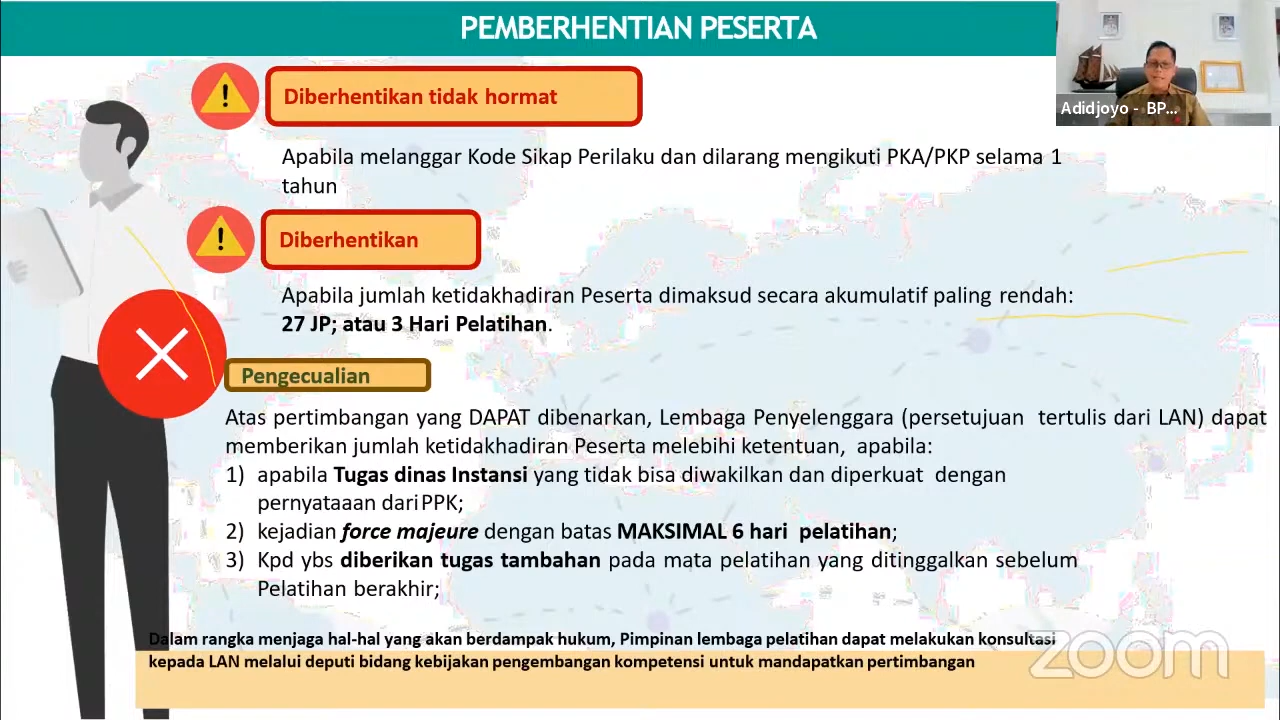 PEMBERHENTIAN PESERTA
Adidjoyo - BP...
Diberhentikan tidak hormat
Apabila melanggar Kode Sikap Perilaku dan dilarang mengikuti PKA/PKP selama 1
tahun
Diberhentikan
Apabila jumlah ketidakhadiran Peserta dimaksud secara akumulatif paling rendah:
27 JP; atau 3 Hari Pelatihan.
Pengecualian
Atas pertimbangan yang DAPAT dibenarkan, Lembaga Penyelenggara (persetujuan tertulis dari LAN) dapat
memberikan jumlah ketidakhadiran Peserta melebihi ketentuan, apabila:
1) apabila Tugas dinas Instansi yang tidak bisa diwakilkan dan diperkuat dengan
pernyataaan dari PPK;
2) kejadian force majeure dengan batas MAKSIMAL 6 hari pelatihan;
3) Kpd ybs diberikan tugas tambahan pada mata pelatihan yang ditinggalkan sebelum
Pelatihan berakhir;
Dalam rangka menjaga hal-hal yang akan berdampak hukum, Pimpinan lembaga pelatihan dapat melakukan konsultasi
kepada LAN melalui deputi bidang kebijakan pengembangan kompetensi untuk mandapatkan pertimbangan
zoom